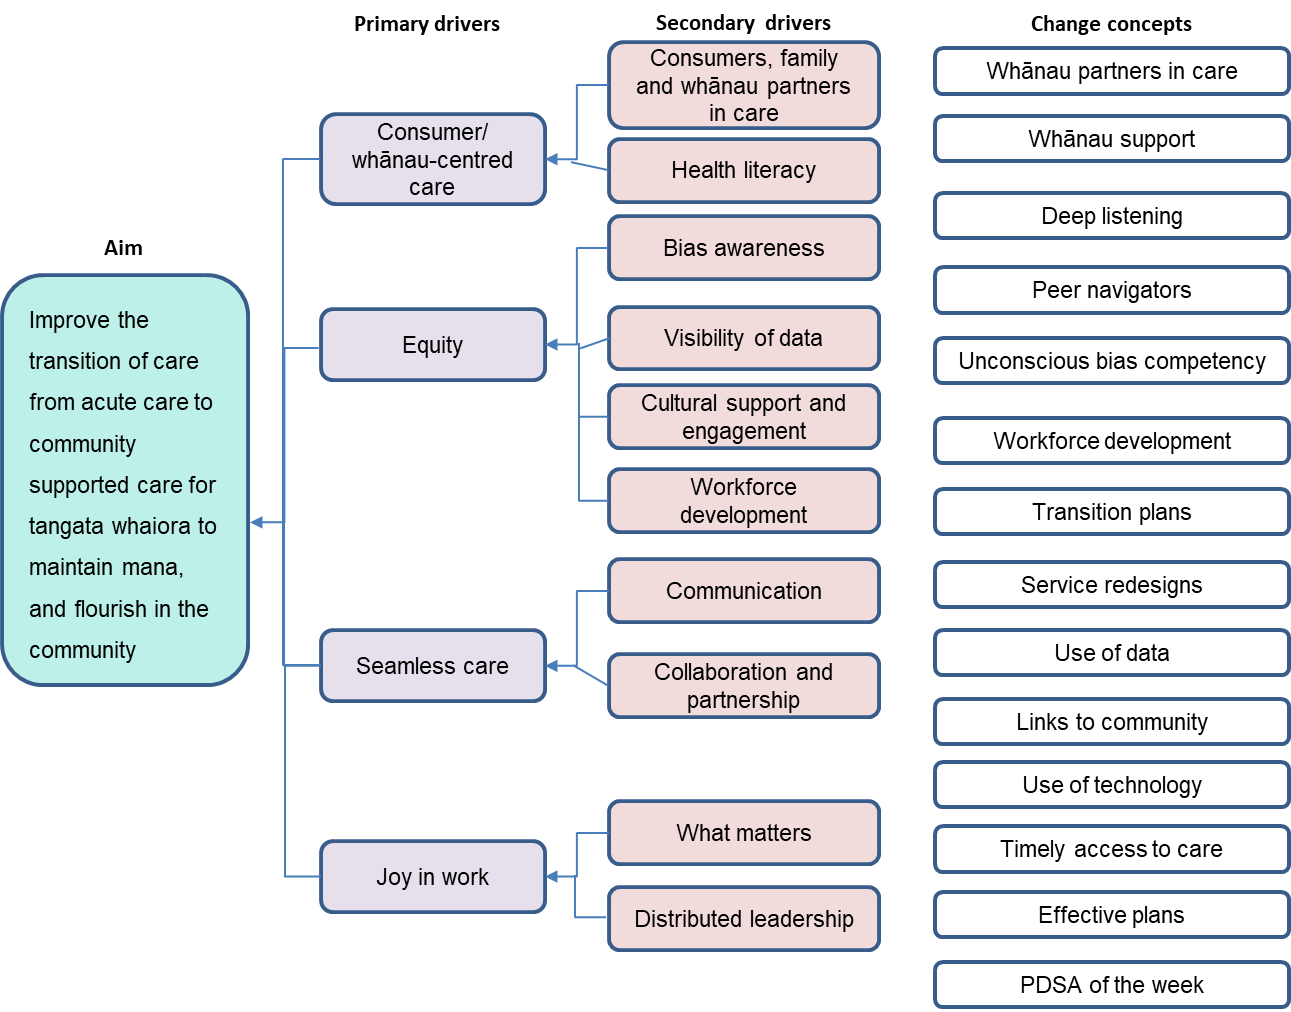 Primary drivers
Secondary drivers
Change concepts
Aim
Improve the
transition of care
from acute care to
community
supported care for
tangata whaiora to
maintain mana,
and flourish in the
community
Consumer/
whānau-centred
care
Equity
Seamless care
Joy in work
Consumers, family
and whānau partners
in care
Health literacy
Bias awareness
Visibility of data
Cultural support and
engagement
Workforce
development
Communication
Collaboration and
partnership
What matters
Distributed leadership
Whānau partners in care
Whānau support
Deep listening
Peer navigators
Unconscious bias competency
Workforce development
Transition plans
Service redesigns
Use of data
Links to community
Use of technology
Timely access to care
Effective plans
PDSA of the week